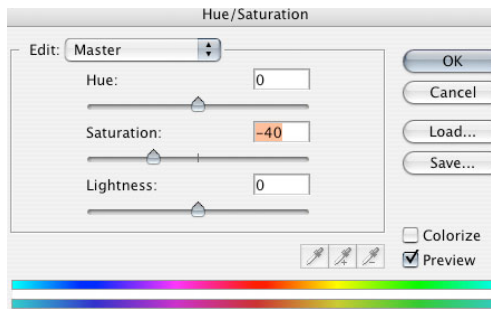 Hue/Saturation
Edit: Master
OK
Hue: 0
Cancel
Saturation: -40
Load...
Save...
Lightness: 0
Colorize
Preview